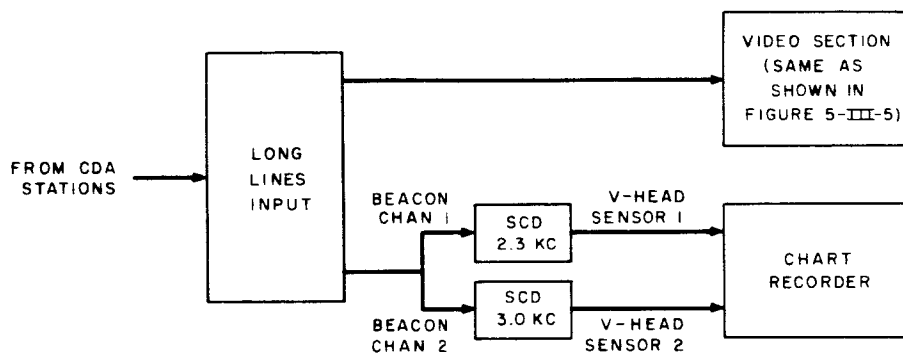 VIDEO SECTION
(SAME AS
SHOWN IN
FIGURE 5-III-5)
FROM CDA
STATIONS
LONG
LINES
INPUT
BEACON
CHAN 1
SCD
2.3 KC
V-HEAD
SENSOR 1
CHART
RECORDER
BEACON
CHAN 2
SCD
3.0 KC
V-HEAD
SENSOR 2